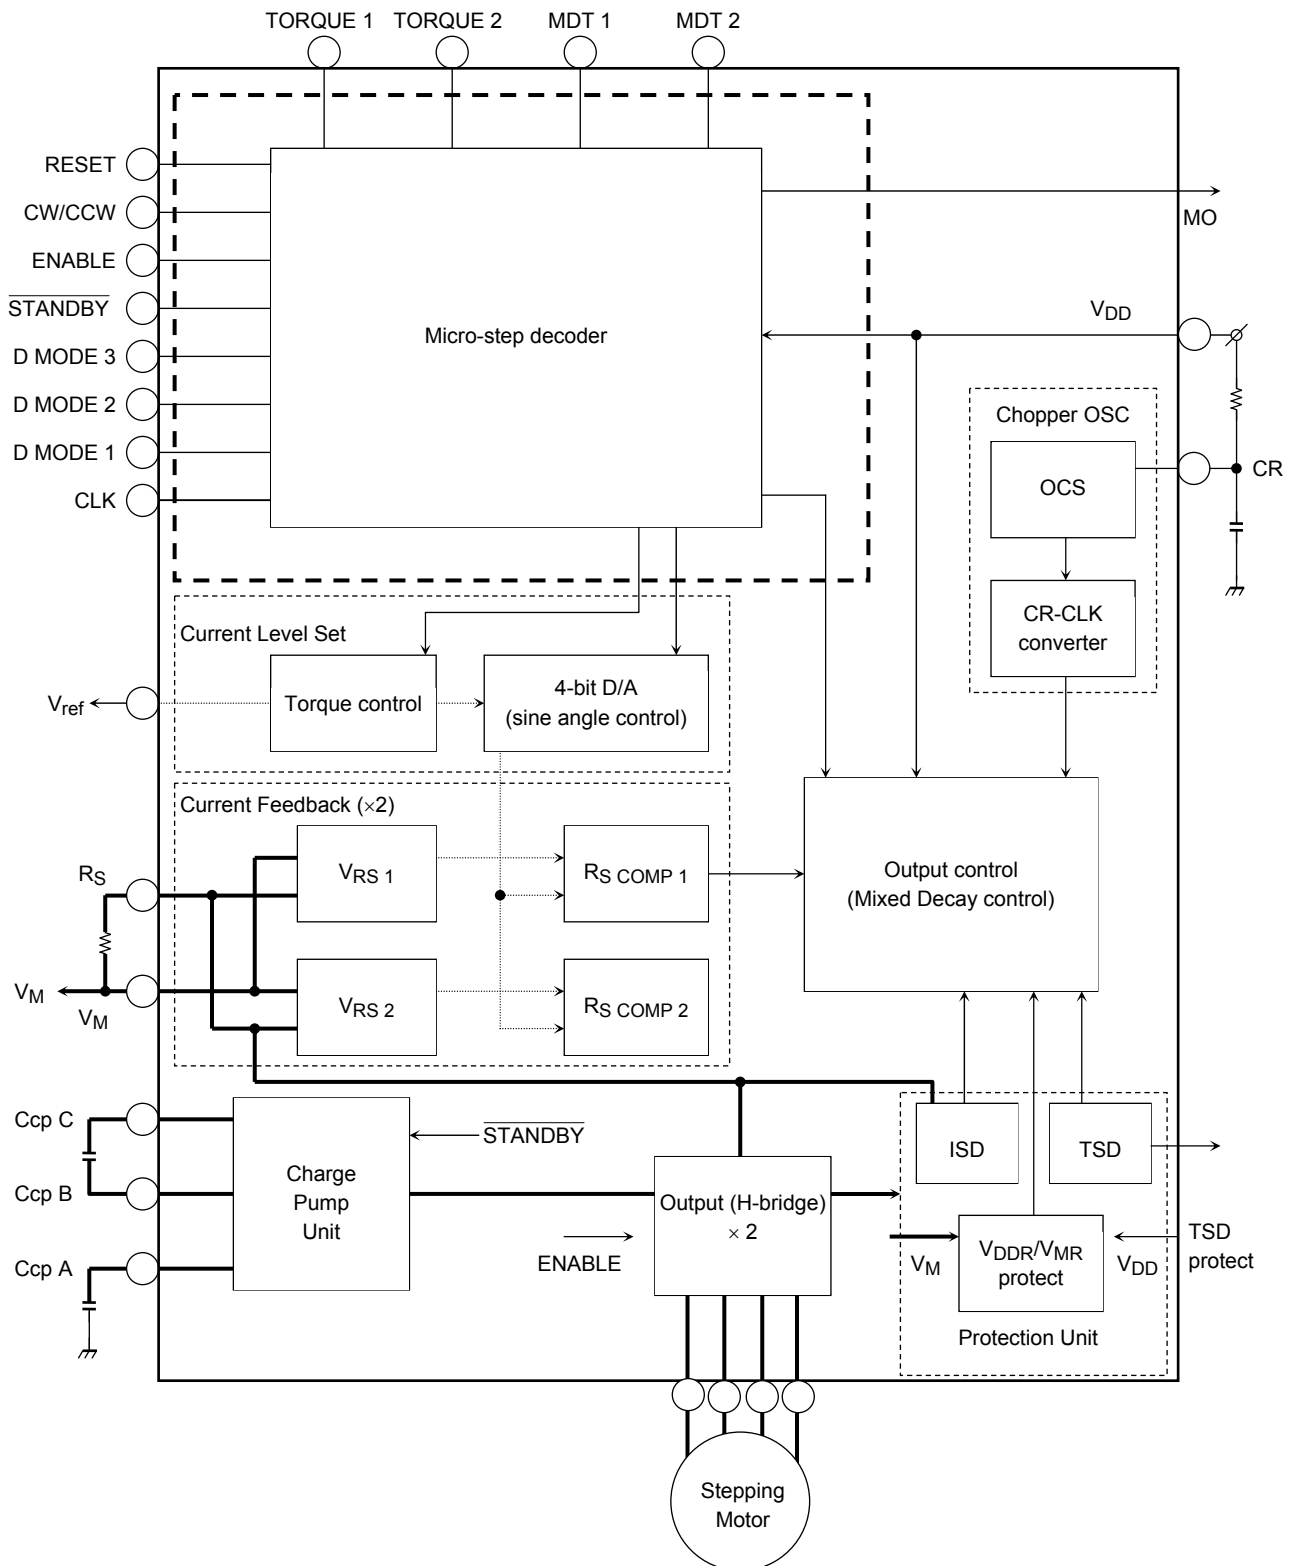 TORQUE 1 TORQUE 2 MDT 1 MDT 2
RESET
CW/CCW
ENABLE
STANDBY
D MODE 3
D MODE 2
D MODE 1
CLK
Micro-step decoder
MO
VDD
Chopper OSC
OCS
CR
CR-CLK
converter
Current Level Set
Vref
Torque control
4-bit D/A
(sine angle control)
Current Feedback (×2)
RS
VRS 1
RS COMP 1
Output control
(Mixed Decay control)
VM
VM
VRS 2
RS COMP 2
Ccp C
Ccp B
Ccp A
Charge
Pump
Unit
STANDBY
ENABLE
Output (H-bridge)
× 2
ISD
TSD
VM
VDDR/VMR
protect
VDD
TSD
protect
Protection Unit
Stepping
Motor